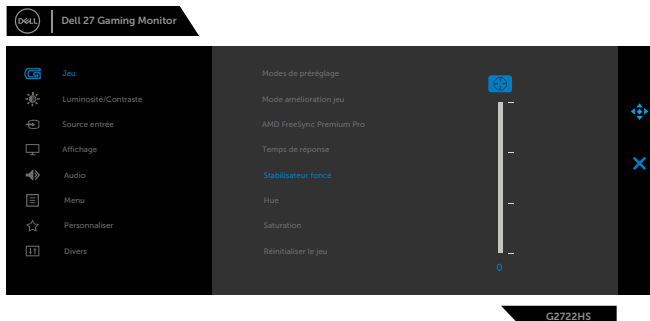 DELL
Dell 27 Gaming Monitor
Jeu
Modes de préréglage
Luminosité/Contraste
Mode amélioration jeu
Source entrée
AMD FreeSync Premium Pro
Affichage
Temps de réponse
Audio
Stabilisateur foncé
Menu
Hue
Personnaliser
Saturation
Divers
Réinitialiser le jeu
0
G2722HS